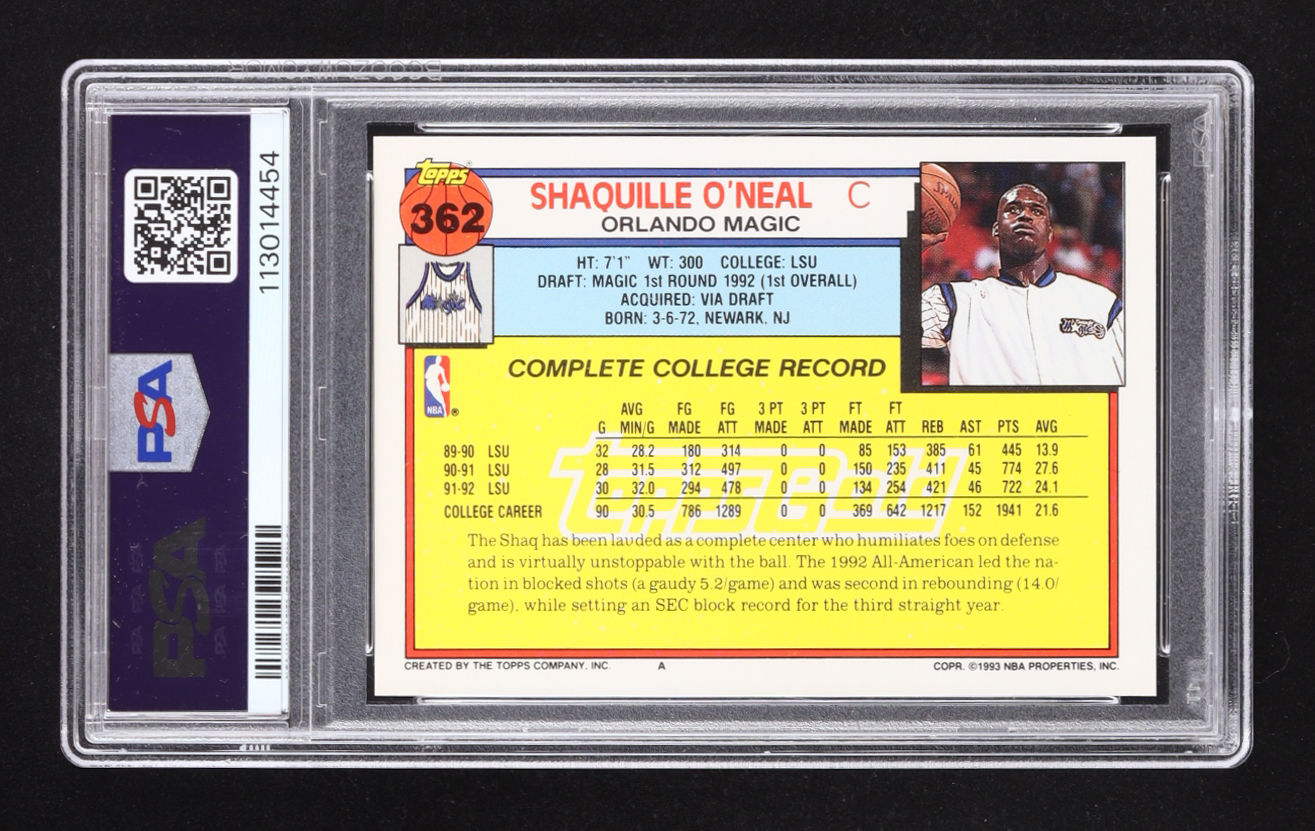 113014454
PSA
PSA
Topps
362
SHAQUILLE O'NEAL C
ORLANDO MAGIC
HT: 7'1" WT: 300 COLLEGE: LSU
DRAFT: MAGIC 1st ROUND 1992 (1st OVERALL)
ACQUIRED: VIA DRAFT
BORN: 3-6-72, NEWARK, NJ
Magic
Magic
Spalding
NBA ®
COMPLETE COLLEGE RECORD
AVG FG FG 3 PT 3 PT FT FT
G MIN/G MADE ATT MADE ATT MADE ATT REB AST PTS AVG
89-90 LSU 32 28.2 180 314 0 0 85 153 385 61 445 13.9
90-91 LSU 28 31.5 312 497 0 0 150 235 411 45 774 27.6
91-92 LSU 30 32.0 294 478 0 0 134 254 421 46 722 24.1
COLLEGE CAREER 90 30.5 786 1289 0 0 369 642 1217 152 1941 21.6
Topps Gold
The Shaq has been lauded as a complete center who humiliates foes on defense
and is virtually unstoppable with the ball. The 1992 All-American led the na-
tion in blocked shots (a gaudy 5.2/game) and was second in rebounding (14.0/
game), while setting an SEC block record for the third straight year.
CREATED BY THE TOPPS COMPANY, INC. A COPR. ©1993 NBA PROPERTIES, INC.